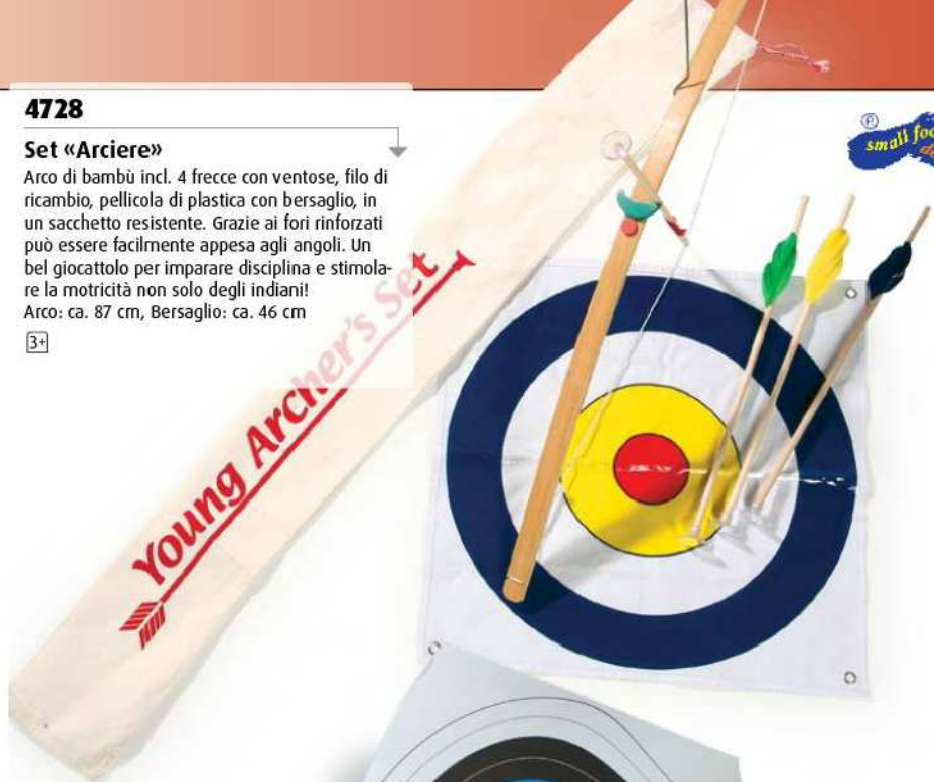 4728
Set «Arciere»
Arco di bambù incl. 4 frecce con ventose, filo di
ricambio, pellicola di plastica con bersaglio, in
un sacchetto resistente. Grazie ai fori rinforzati
può essere facilmente appesa agli angoli. Un
bel giocattolo per imparare disciplina e stimola-
re la motricità non solo degli indiani!
Arco: ca. 87 cm, Bersaglio: ca. 46 cm
3+
Young Archer's Set
®
small foo